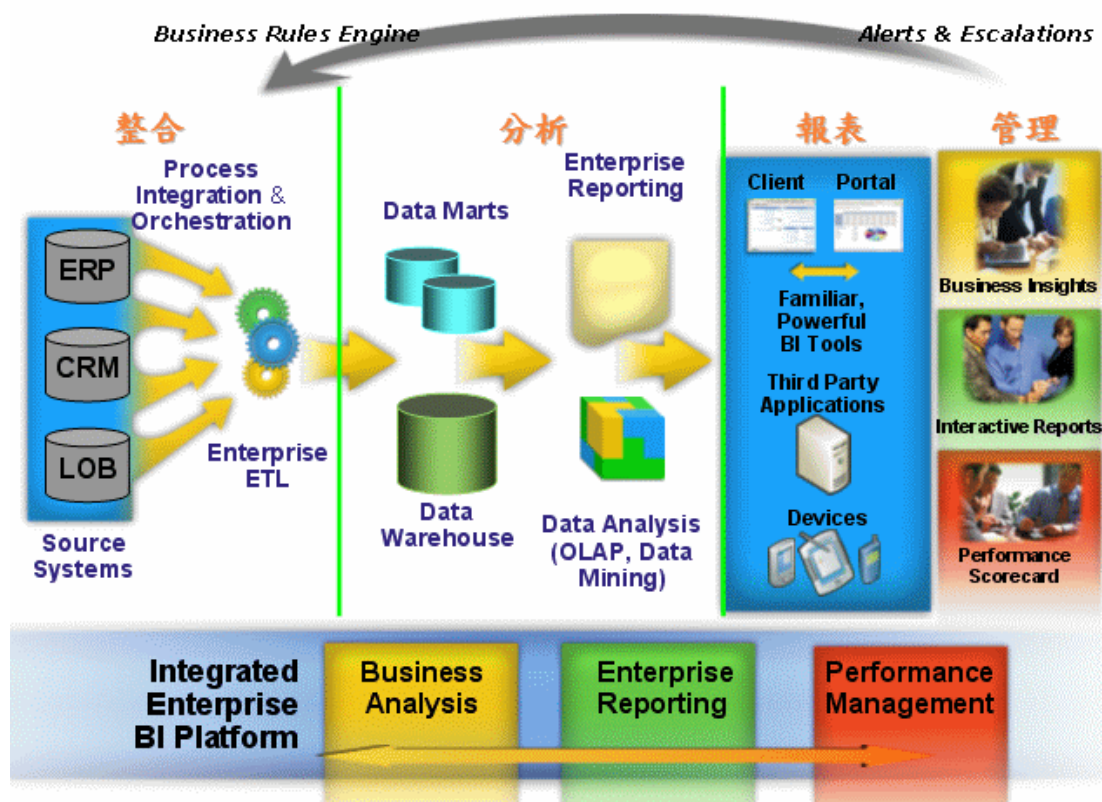 Business Rules Engine
Alerts & Escalations
整合
分析
報表
管理
Process
Integration &
Orchestration
ERP
CRM
LOB
Source
Systems
Enterprise
ETL
Data Marts
Data
Warehouse
Enterprise
Reporting
Data Analysis
(OLAP, Data
Mining)
Client
Portal
Familiar,
Powerful
BI Tools
Third Party
Applications
Devices
Business Insights
Interactive Reports
Performance
Scorecard
Integrated
Enterprise
BI Platform
Business
Analysis
Enterprise
Reporting
Performance
Management